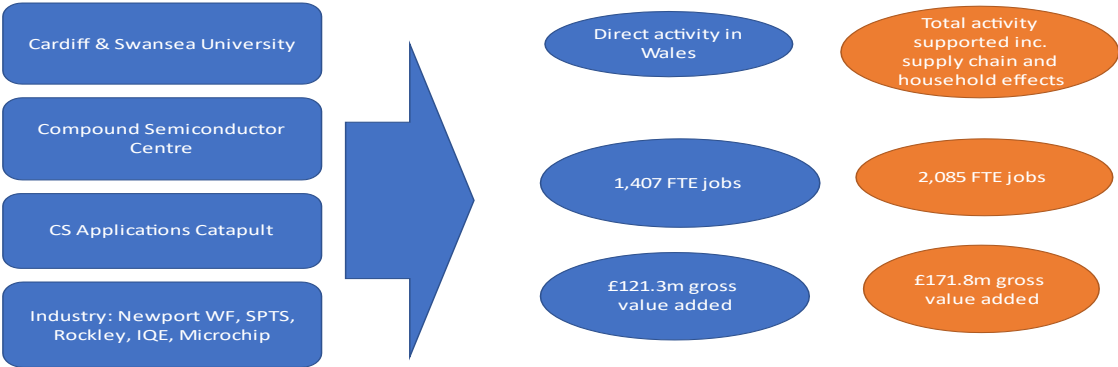 Cardiff & Swansea University
Compound Semiconductor
Centre
CS Applications Catapult
Industry: Newport WF, SPTS,
Rockley, IQE, Microchip
Direct activity in
Wales
Total activity
supported inc.
supply chain and
household effects
1,407 FTE jobs
2,085 FTE jobs
£121.3m gross
value added
£171.8m gross
value added